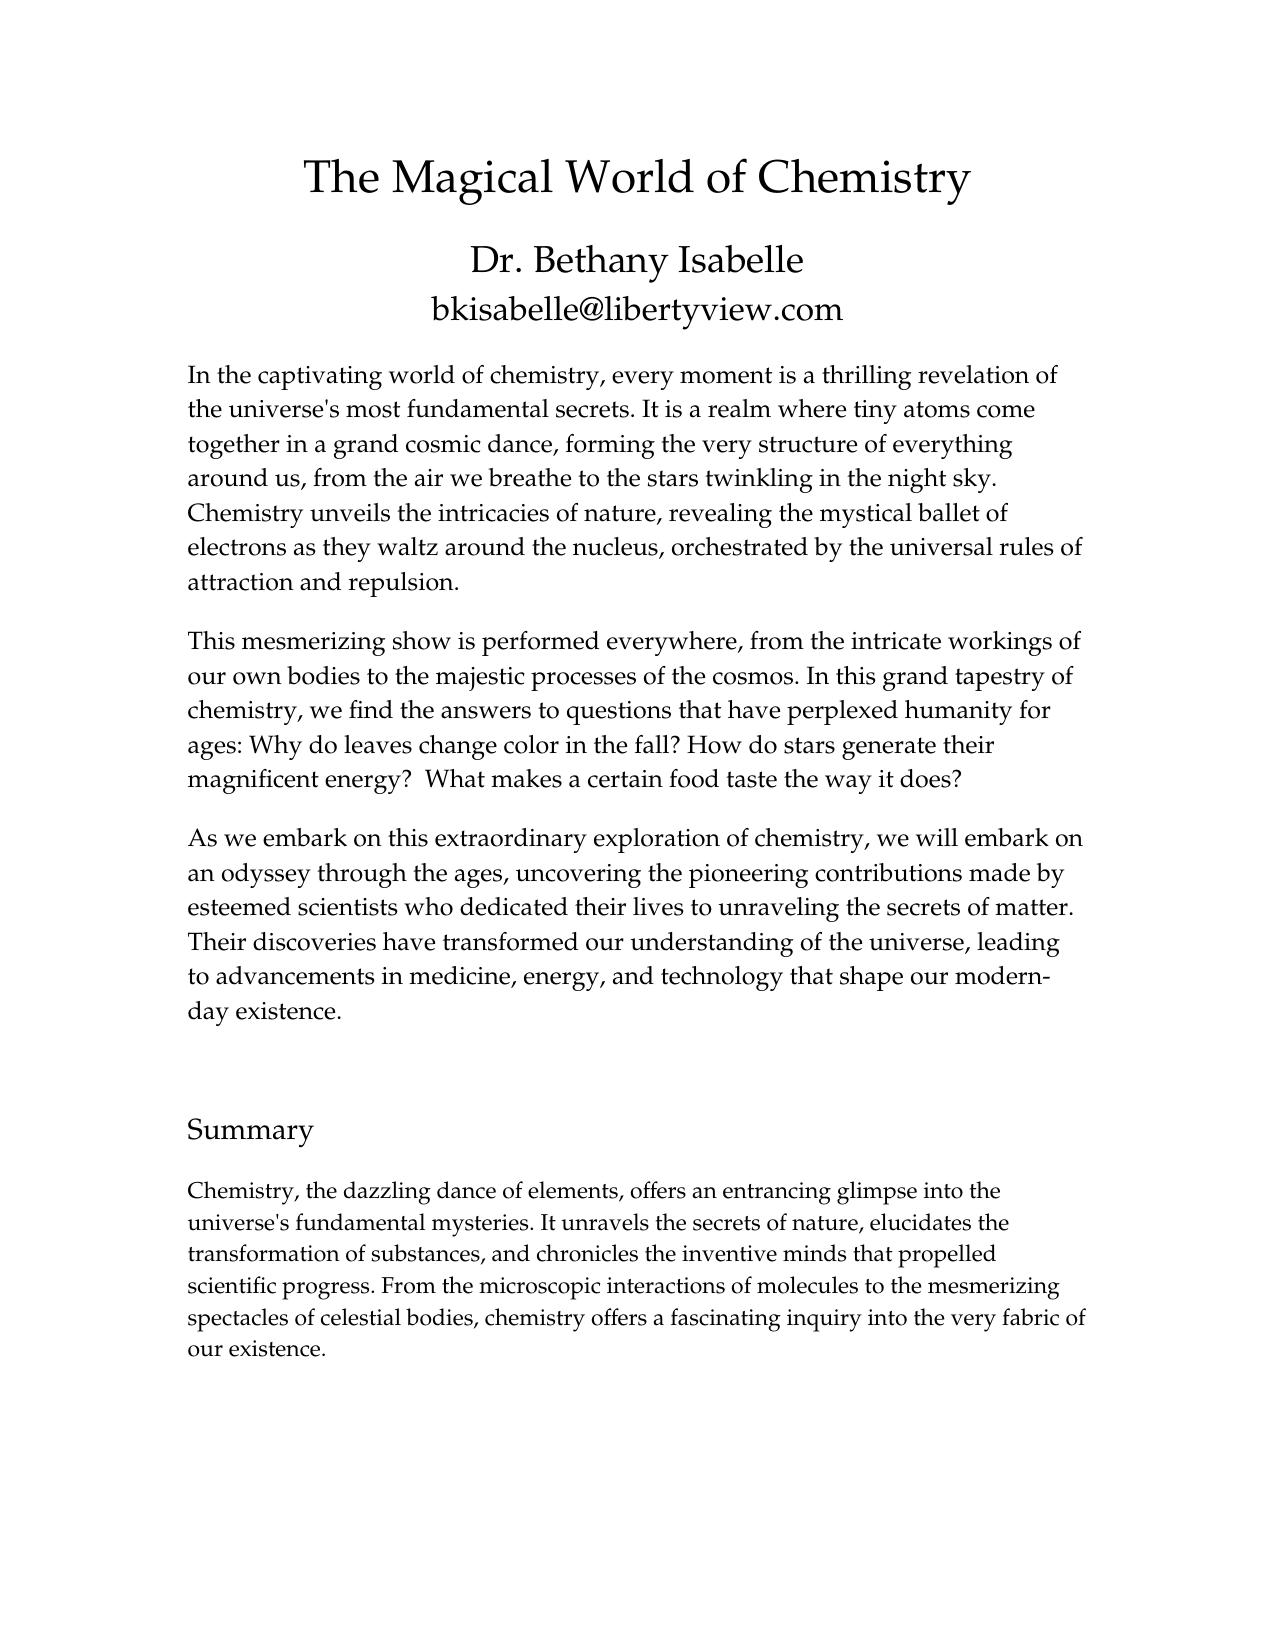 The Magical World of Chemistry
Dr. Bethany Isabelle
bkisabelle@libertyview.com
In the captivating world of chemistry, every moment is a thrilling revelation of
the universe's most fundamental secrets. It is a realm where tiny atoms come
together in a grand cosmic dance, forming the very structure of everything
around us, from the air we breathe to the stars twinkling in the night sky.
Chemistry unveils the intricacies of nature, revealing the mystical ballet of
electrons as they waltz around the nucleus, orchestrated by the universal rules of
attraction and repulsion.
This mesmerizing show is performed everywhere, from the intricate workings of
our own bodies to the majestic processes of the cosmos. In this grand tapestry of
chemistry, we find the answers to questions that have perplexed humanity for
ages: Why do leaves change color in the fall? How do stars generate their
magnificent energy?  What makes a certain food taste the way it does?
As we embark on this extraordinary exploration of chemistry, we will embark on
an odyssey through the ages, uncovering the pioneering contributions made by
esteemed scientists who dedicated their lives to unraveling the secrets of matter.
Their discoveries have transformed our understanding of the universe, leading
to advancements in medicine, energy, and technology that shape our modern-
day existence.
Summary
Chemistry, the dazzling dance of elements, offers an entrancing glimpse into the
universe's fundamental mysteries. It unravels the secrets of nature, elucidates the
transformation of substances, and chronicles the inventive minds that propelled
scientific progress. From the microscopic interactions of molecules to the mesmerizing
spectacles of celestial bodies, chemistry offers a fascinating inquiry into the very fabric of
our existence.